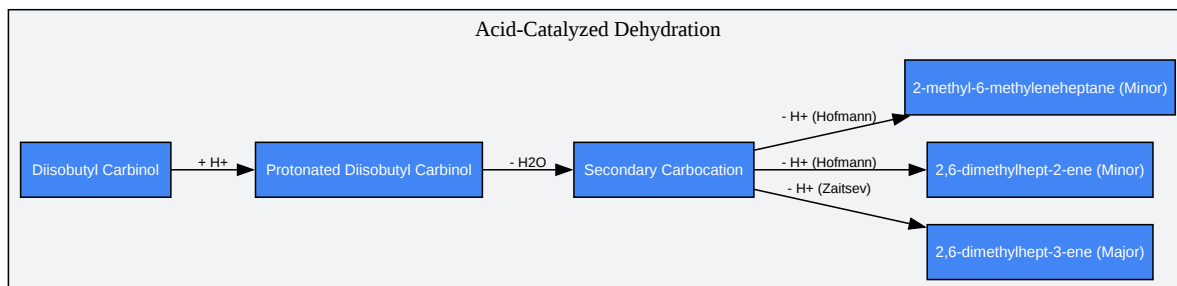 Acid-Catalyzed Dehydration
Diisobutyl Carbinol
+ H+
Protonated Diisobutyl Carbinol
- H2O
Secondary Carbocation
- H+ (Hofmann)
2-methyl-6-methyleneheptane (Minor)
- H+ (Hofmann)
2,6-dimethylhept-2-ene (Minor)
- H+ (Zaitsev)
2,6-dimethylhept-3-ene (Major)